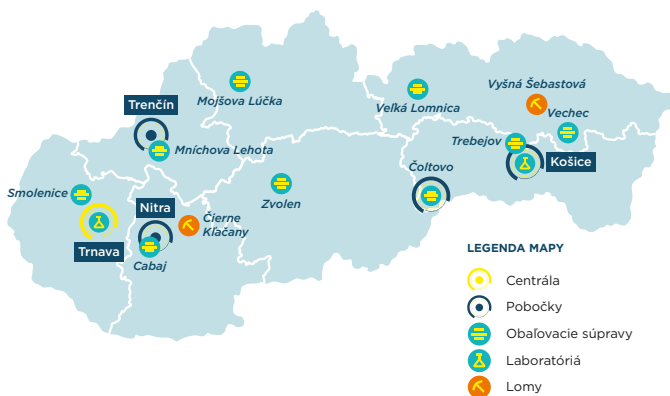 Vyšná Šebastová
Mojšova Lúčka
Trenčín
Veľká Lomnica
Vechec
Mníchova Lehota
Trebejov
Košice
Čoltovo
Smolenice
Zvolen
Nitra
Čierne
Kľačany
Trnava
Cabaj
LEGENDA MAPY
Centrála
Pobočky
Obaľovacie súpravy
Laboratóriá
Lomy